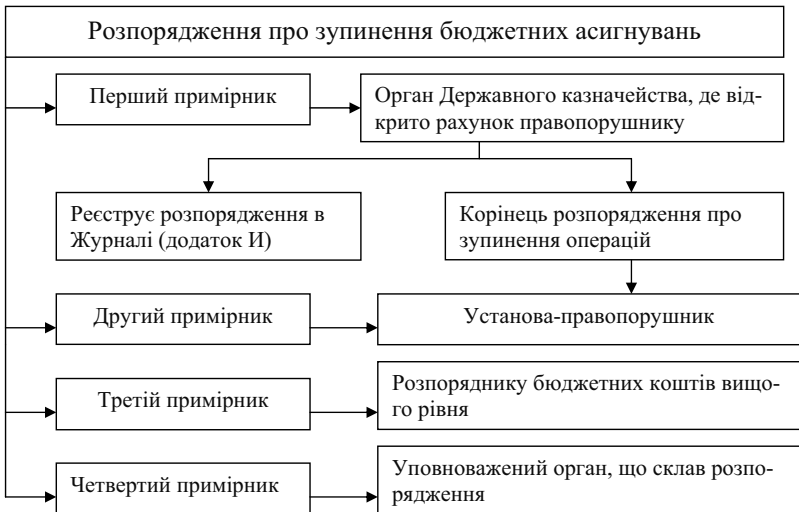 Розпорядження про зупинення бюджетних асигнувань
Перший примірник
Орган Державного казначейства, де від-
крито рахунок правопорушнику
Реєструє розпорядження в
Журналі (додаток И)
Корінець розпорядження про
зупинення операцій
Другий примірник
Установа-правопорушник
Третій примірник
Розпоряднику бюджетних коштів вищо-
го рівня
Четвертий примірник
Уповноважений орган, що склав розпо-
рядження